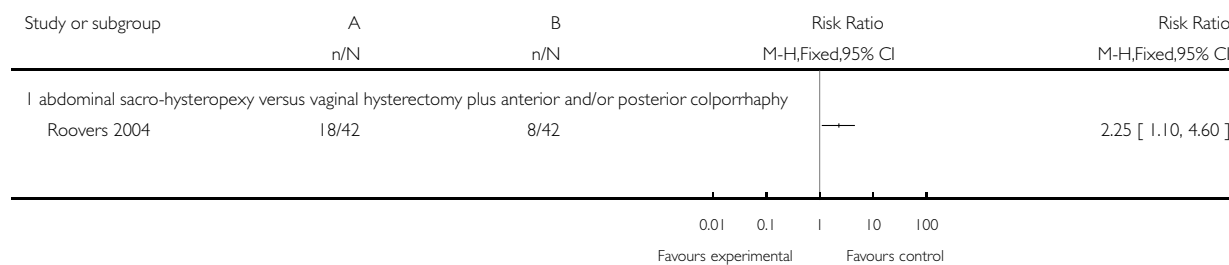 Study or subgroup A B Risk Ratio Risk Ratio
n/N n/N M-H,Fixed,95% CI M-H,Fixed,95% CI
1 abdominal sacro-hysteropexy versus vaginal hysterectomy plus anterior and/or posterior colporrhaphy
Roovers 2004 18/42 8/42 2.25 [ 1.10, 4.60 ]
0.01 0.1 1 10 100
Favours experimental Favours control